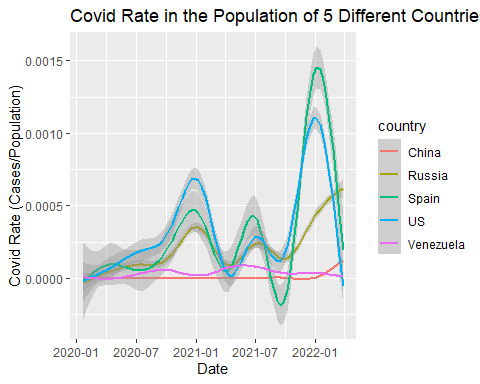 Covid Rate in the Population of 5 Different Countrie
0.0015
0.0010
0.0005
0.0000
Covid Rate (Cases/Population)
2020-01 2020-07 2021-01 2021-07 2022-01
Date
country
China
Russia
Spain
US
Venezuela